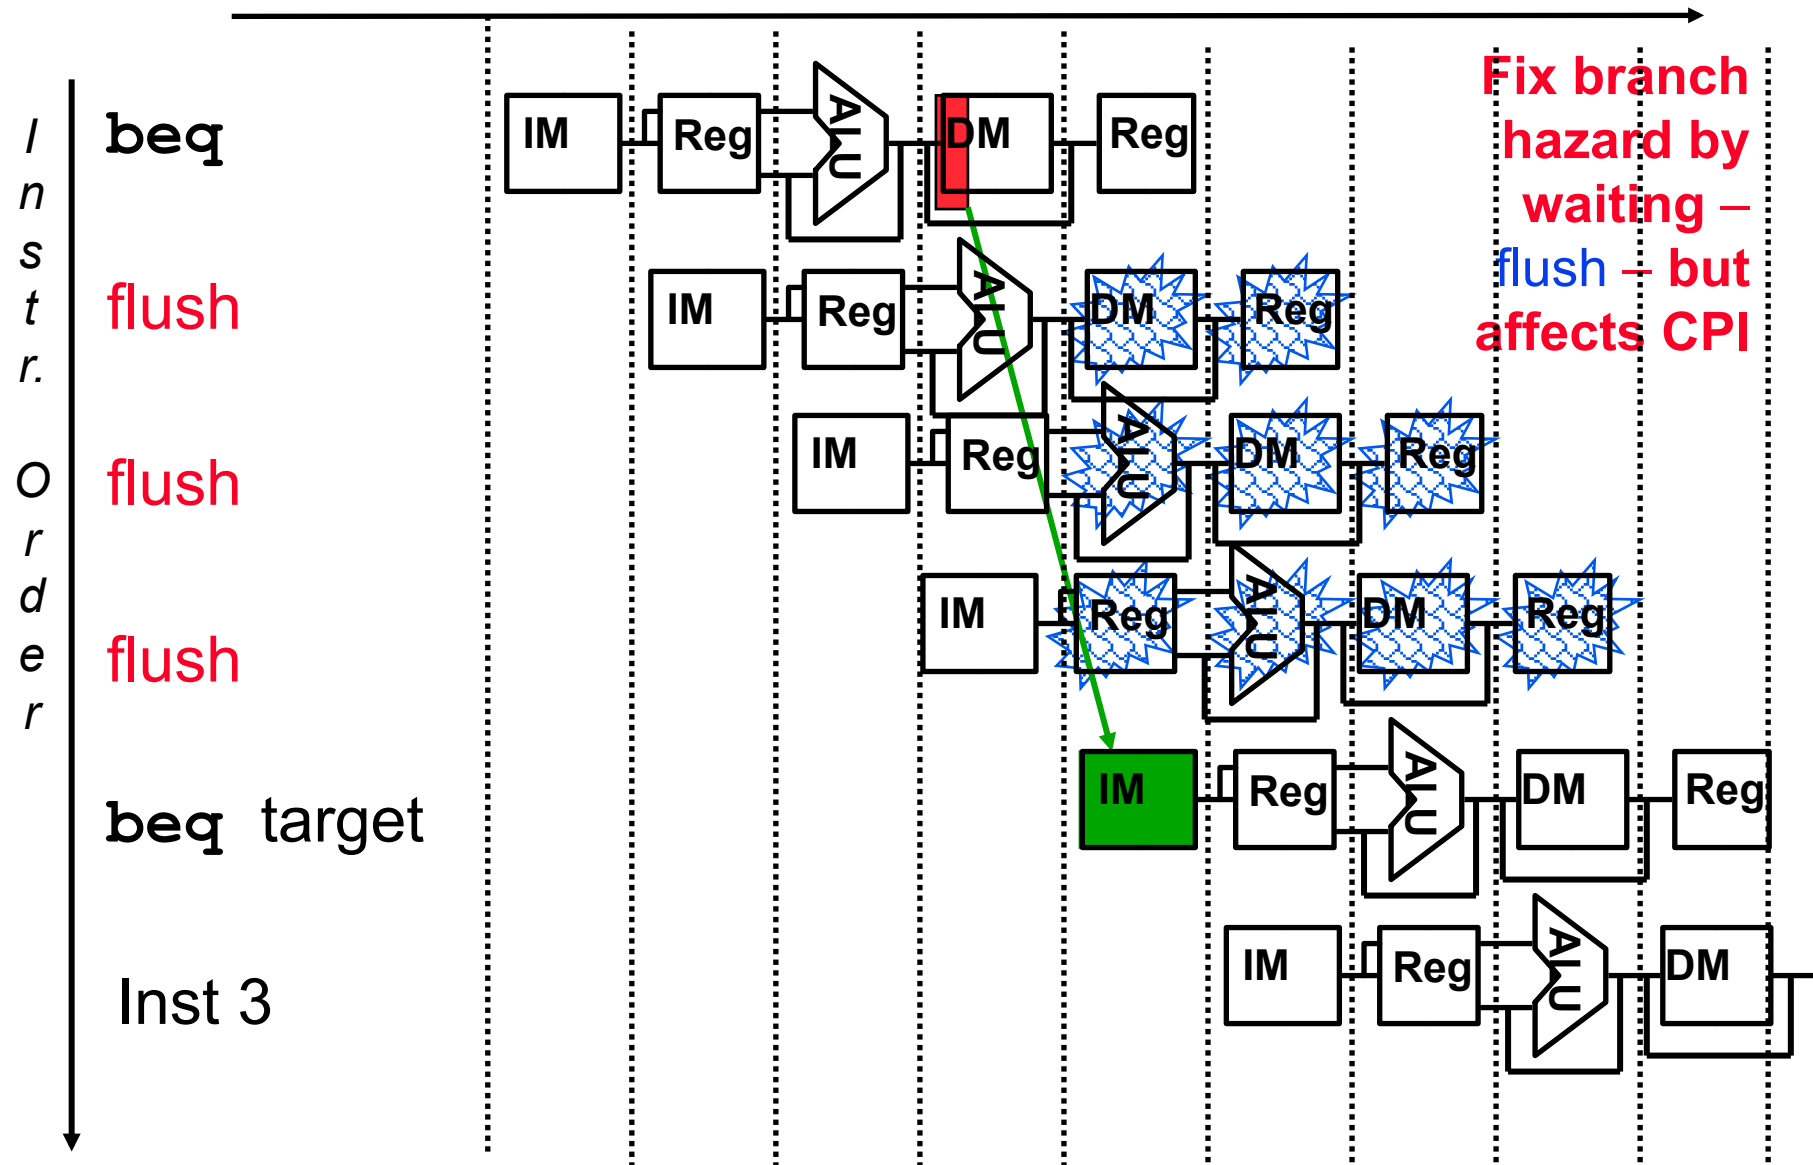 Instr. Order
Fix branch
hazard by
waiting –
flush – but
affects CPI
beq IM Reg ALU DM Reg
flush IM Reg ALU DM Reg
flush IM Reg ALU DM Reg
flush IM Reg ALU DM Reg
beq target IM Reg ALU DM Reg
Inst 3 IM Reg ALU DM